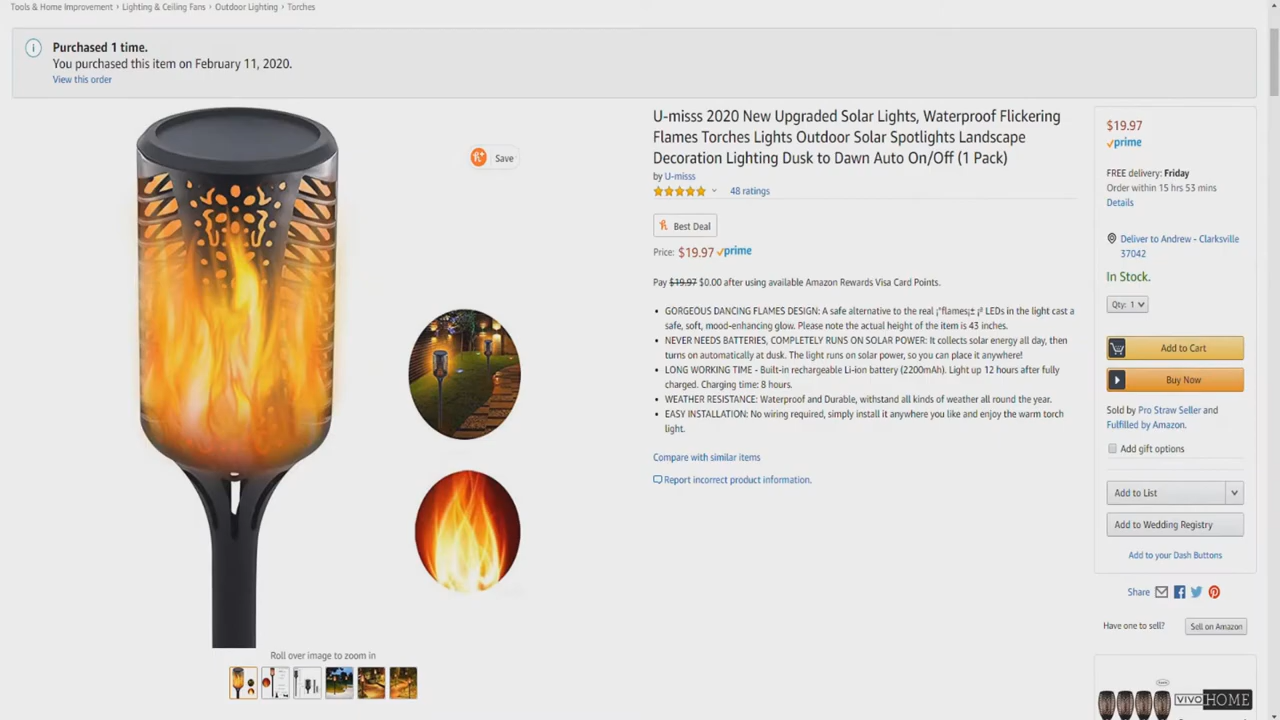 Tools & Home Improvement › Lighting & Ceiling Fans › Outdoor Lighting › Torches
Purchased 1 time.
You purchased this item on February 11, 2020.
View this order
Save
Roll over image to zoom in
U-misss 2020 New Upgraded Solar Lights, Waterproof Flickering
Flames Torches Lights Outdoor Solar Spotlights Landscape
Decoration Lighting Dusk to Dawn Auto On/Off (1 Pack)
by U-misss
48 ratings
Best Deal
Price: $19.97 prime
Pay $19.97 $0.00 after using available Amazon Rewards Visa Card Points.
• GORGEOUS DANCING FLAMES DESIGN: A safe alternative to the real ¡°flames¡± ¡ª LEDs in the light cast a
safe, soft, mood-enhancing glow. Please note the actual height of the item is 43 inches.
• NEVER NEEDS BATTERIES, COMPLETELY RUNS ON SOLAR POWER: It collects solar energy all day, then
turns on automatically at dusk. The light runs on solar power, so you can place it anywhere!
• LONG WORKING TIME - Built-in rechargeable Li-ion battery (2200mAh). Light up 12 hours after fully
charged. Charging time: 8 hours.
• WEATHER RESISTANCE: Waterproof and Durable, withstand all kinds of weather all round the year.
• EASY INSTALLATION: No wiring required, simply install it anywhere you like and enjoy the warm torch
light.
Compare with similar items
Report incorrect product information.
$19.97
prime
FREE delivery: Friday
Order within 15 hrs 53 mins
Details
Deliver to Andrew - Clarksville
37042
In Stock.
Qty: 1
Add to Cart
Buy Now
Sold by Pro Straw Seller and
Fulfilled by Amazon.
Add gift options
Add to List
Add to Wedding Registry
Add to your Dash Buttons
Share
Have one to sell?
Sell on Amazon
VIVOHOME